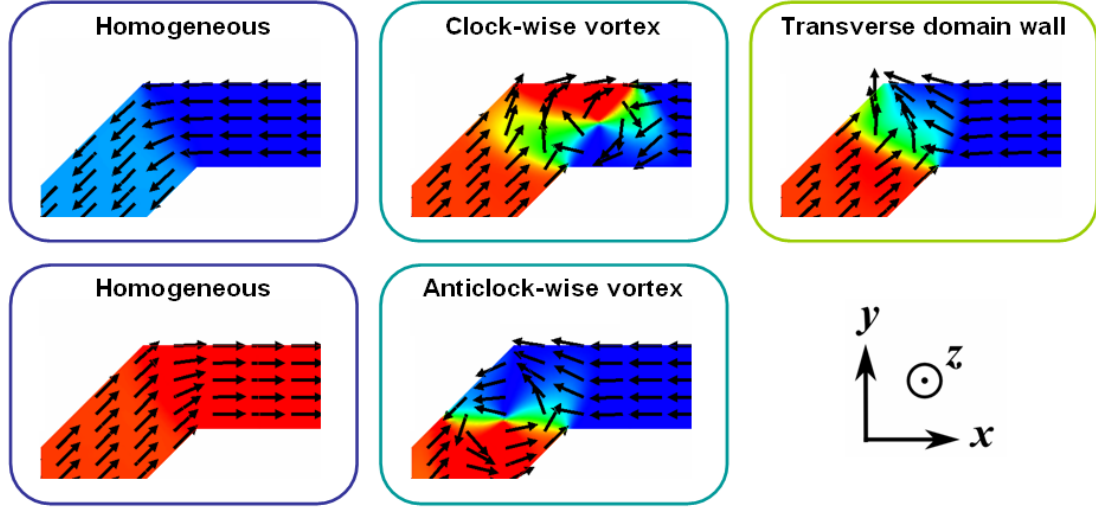 Homogeneous
Clock-wise vortex
Transverse domain wall
Homogeneous
Anticlock-wise vortex
y
z
x